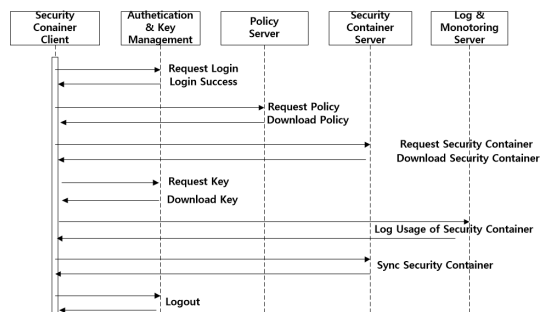 Security
Conainer
Client
Authetication
& Key
Management
Policy
Server
Security
Container
Server
Log &
Monotoring
Server
Request Login
Login Success
Request Policy
Download Policy
Request Security Container
Download Security Container
Request Key
Download Key
Log Usage of Security Container
Sync Security Container
Logout